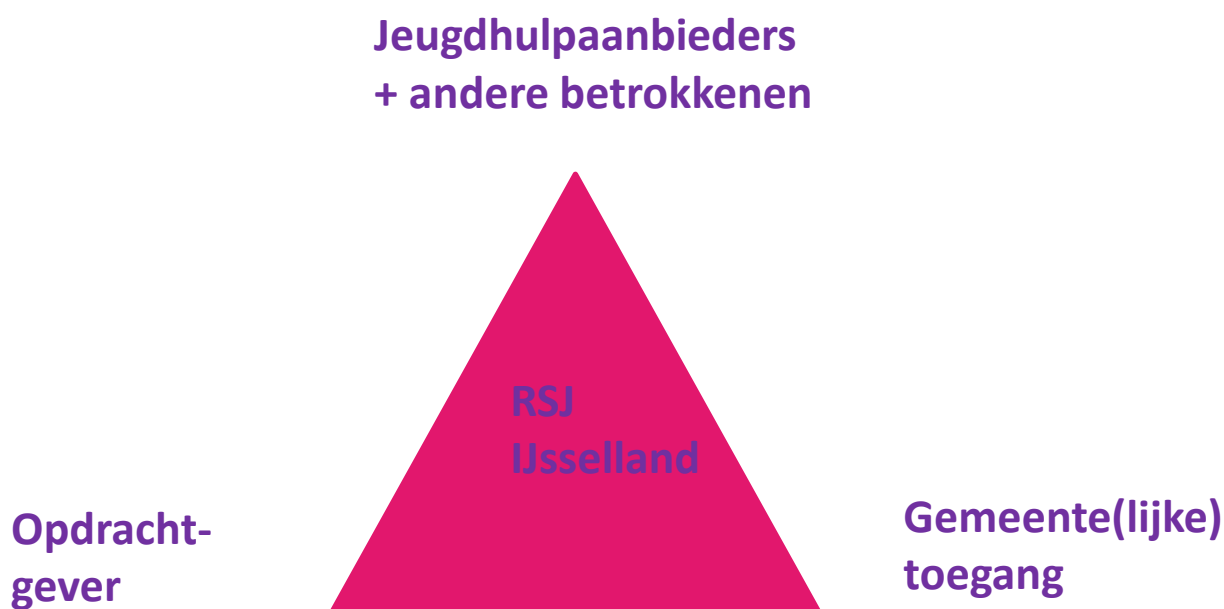 Jeugdhulpaanbieders
+ andere betrokkenen
RSJ
IJsselland
Opdracht-
gever
Gemeente(lijke)
toegang